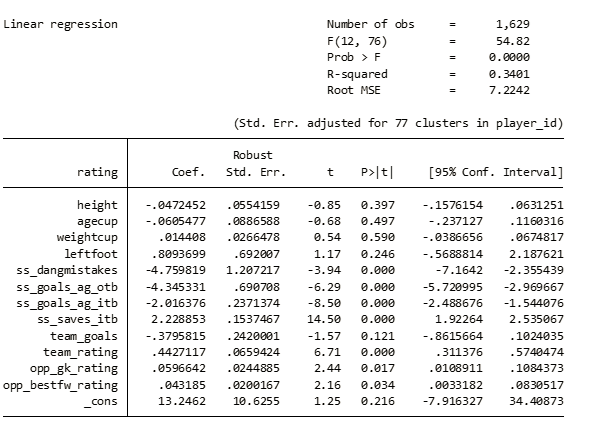 Linear regression Number of obs = 1,629
F(12, 76) = 54.82
Prob > F = 0.0000
R-squared = 0.3401
Root MSE = 7.2242
(Std. Err. adjusted for 77 clusters in player_id)
Robust
rating Coef. Std. Err. t P>|t| [95% Conf. Interval]
height -.0472452 .0554159 -0.85 0.397 -.1576154 .0631251
agecup -.0605477 .0886588 -0.68 0.497 -.237127 .1160316
weightcup .014408 .0266478 0.54 0.590 -.0386656 .0674817
leftfoot .8093699 .692007 1.17 0.246 -.5688814 2.187621
ss_dangmistakes -4.759819 1.207217 -3.94 0.000 -7.1642 -2.355439
ss_goals_ag_otb -4.345331 .690708 -6.29 0.000 -5.720995 -2.969667
ss_goals_ag_itb -2.016376 .2371374 -8.50 0.000 -2.488676 -1.544076
ss_saves_itb 2.228853 .1537467 14.50 0.000 1.92264 2.535067
team_goals -.3795815 .2420001 -1.57 0.121 -.8615664 .1024035
team_rating .4427117 .0659424 6.71 0.000 .311376 .5740474
opp_gk_rating .0596642 .0244885 2.44 0.017 .0108911 .1084373
opp_bestfw_rating .043185 .0200167 2.16 0.034 .0033182 .0830517
_cons 13.2462 10.6255 1.25 0.216 -7.916327 34.40873